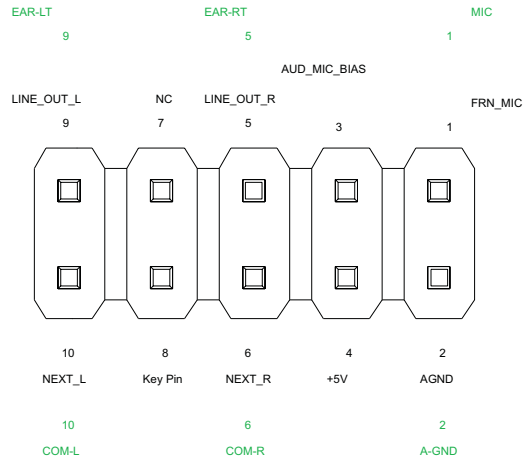 EAR-LT EAR-RT MIC
9 5 1
AUD_MIC_BIAS
LINE_OUT_L NC LINE_OUT_R FRN_MIC
9 7 5 3 1
10 8 6 4 2
NEXT_L Key Pin NEXT_R +5V AGND
10 6 2
COM-L COM-R A-GND